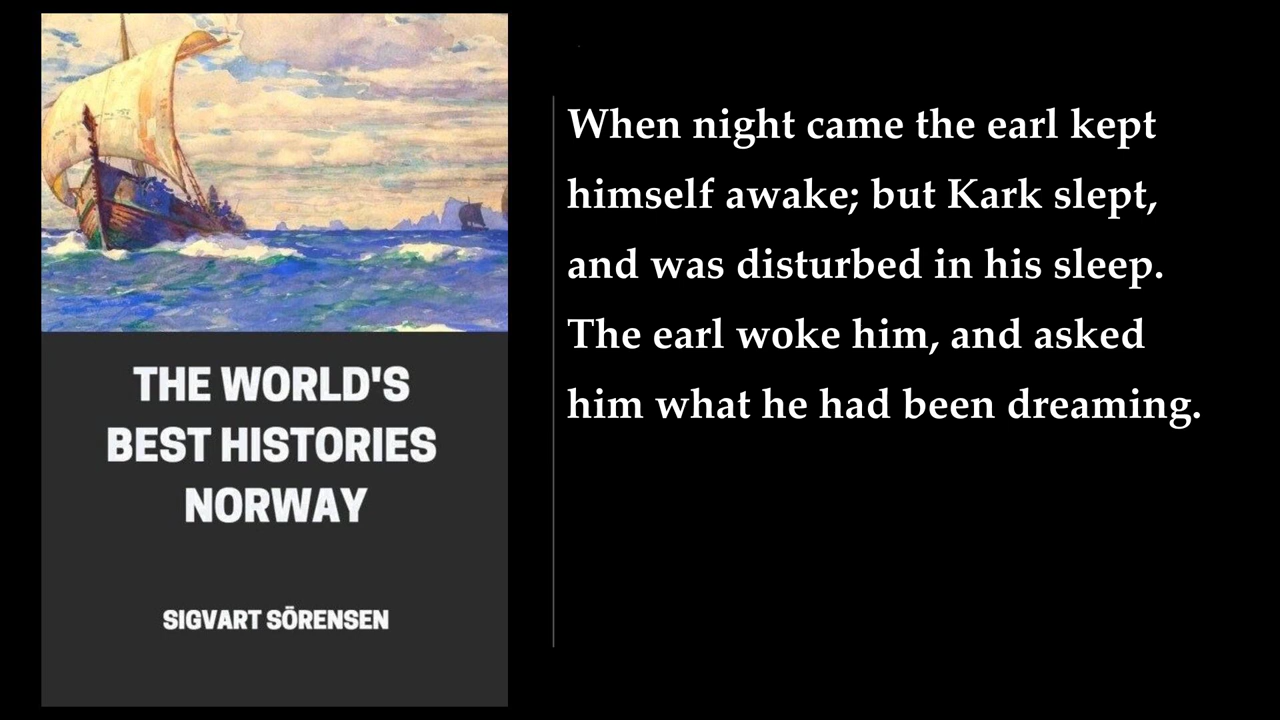 THE WORLD'S
BEST HISTORIES
NORWAY
SIGVART SÖRENSEN
When night came the earl kept
himself awake; but Kark slept,
and was disturbed in his sleep.
The earl woke him, and asked
him what he had been dreaming.